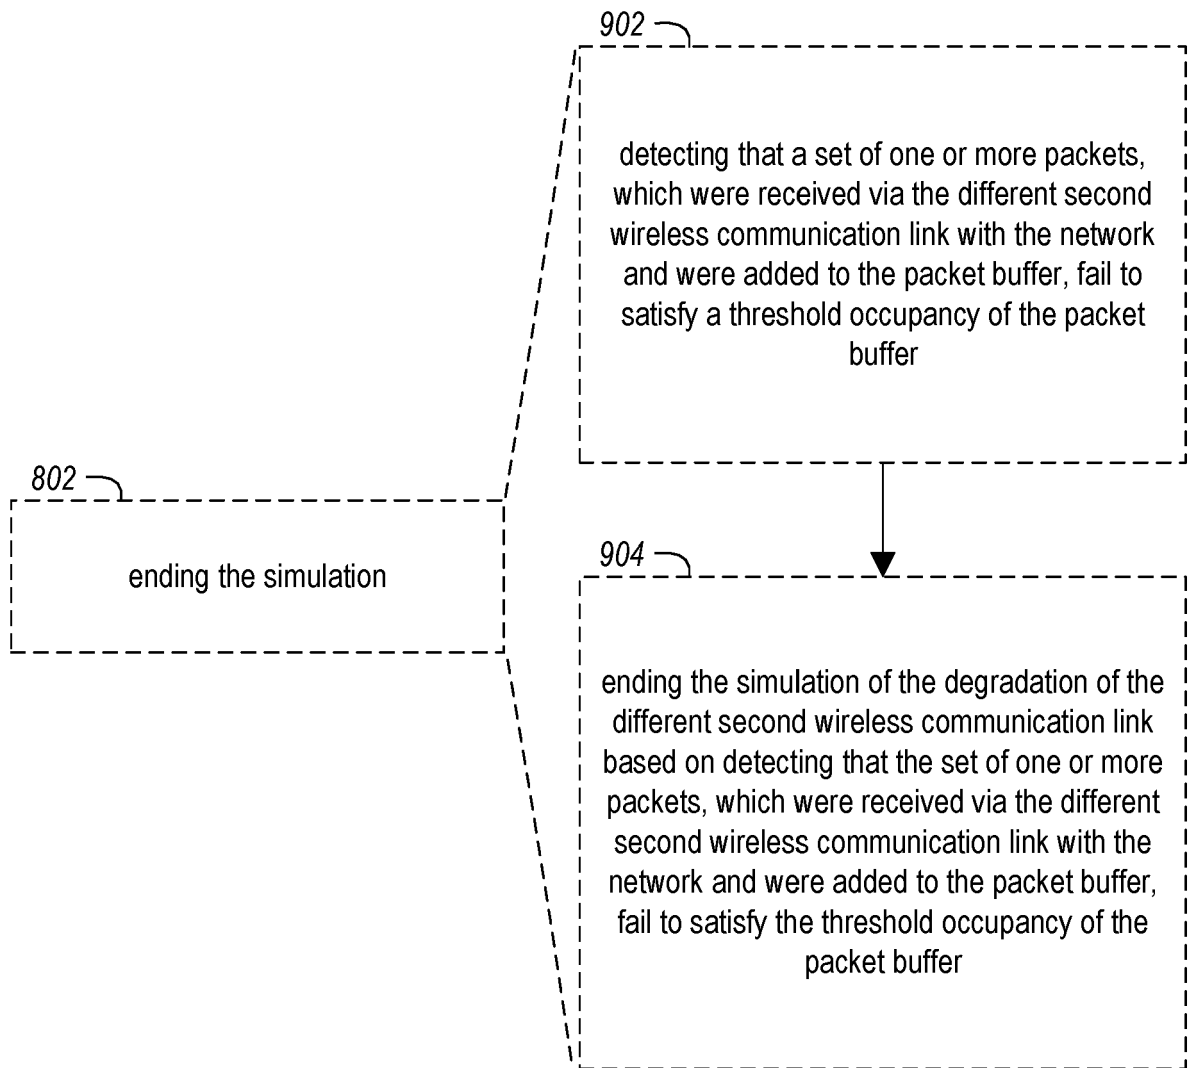 902
detecting that a set of one or more packets,
which were received via the different second
wireless communication link with the network
and were added to the packet buffer, fail to
satisfy a threshold occupancy of the packet
buffer
802
ending the simulation
904
ending the simulation of the degradation of the
different second wireless communication link
based on detecting that the set of one or more
packets, which were received via the different
second wireless communication link with the
network and were added to the packet buffer,
fail to satisfy the threshold occupancy of the
packet buffer